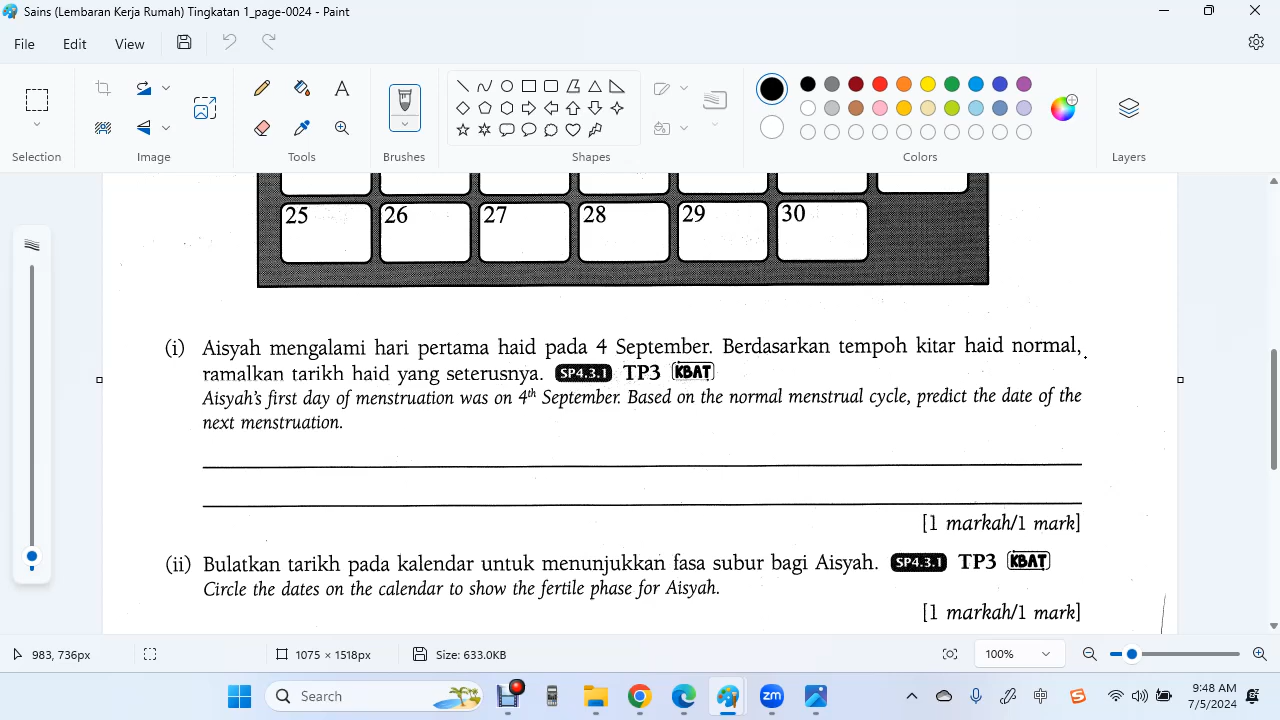 Sains (Lembaran Kerja Rumah) Tingkatan 1_page-0024 - Paint
File Edit View
Selection Image Tools Brushes Shapes Colors Layers
25 26 27 28 29 30
(i) Aisyah mengalami hari pertama haid pada 4 September. Berdasarkan tempoh kitar haid normal,
ramalkan tarikh haid yang seterusnya. SP4.3.1 TP3 KBAT
Aisyah's first day of menstruation was on 4th September. Based on the normal menstrual cycle, predict the date of the
next menstruation.
[1 markah/1 mark]
(ii) Bulatkan tarikh pada kalendar untuk menunjukkan fasa subur bagi Aisyah. SP4.3.1 TP3 KBAT
Circle the dates on the calendar to show the fertile phase for Aisyah.
[1 markah/1 mark]
983, 736px 1075 × 1518px Size: 633.0KB 100%
Search zm 中 S 9:48 AM
7/5/2024